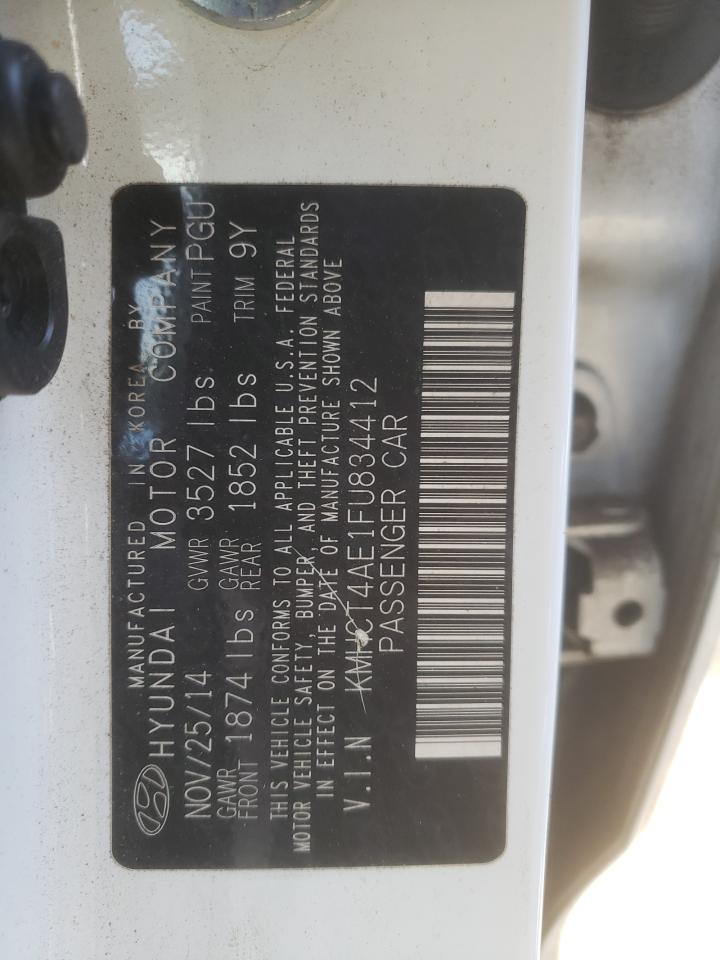 MANUFACTURED IN KOREA BY
HYUNDAI MOTOR COMPANY
NOV/25/14 GVWR 3527 lbs PAINT PGU
GAWR FRONT 1874 lbs GAWR REAR 1852 lbs TRIM 9Y
THIS VEHICLE CONFORMS TO ALL APPLICABLE U.S.A. FEDERAL
MOTOR VEHICLE SAFETY, BUMPER, AND THEFT PREVENTION STANDARDS
IN EFFECT ON THE DATE OF MANUFACTURE SHOWN ABOVE
V.I.N KMHCT4AE1FU834412
PASSENGER CAR